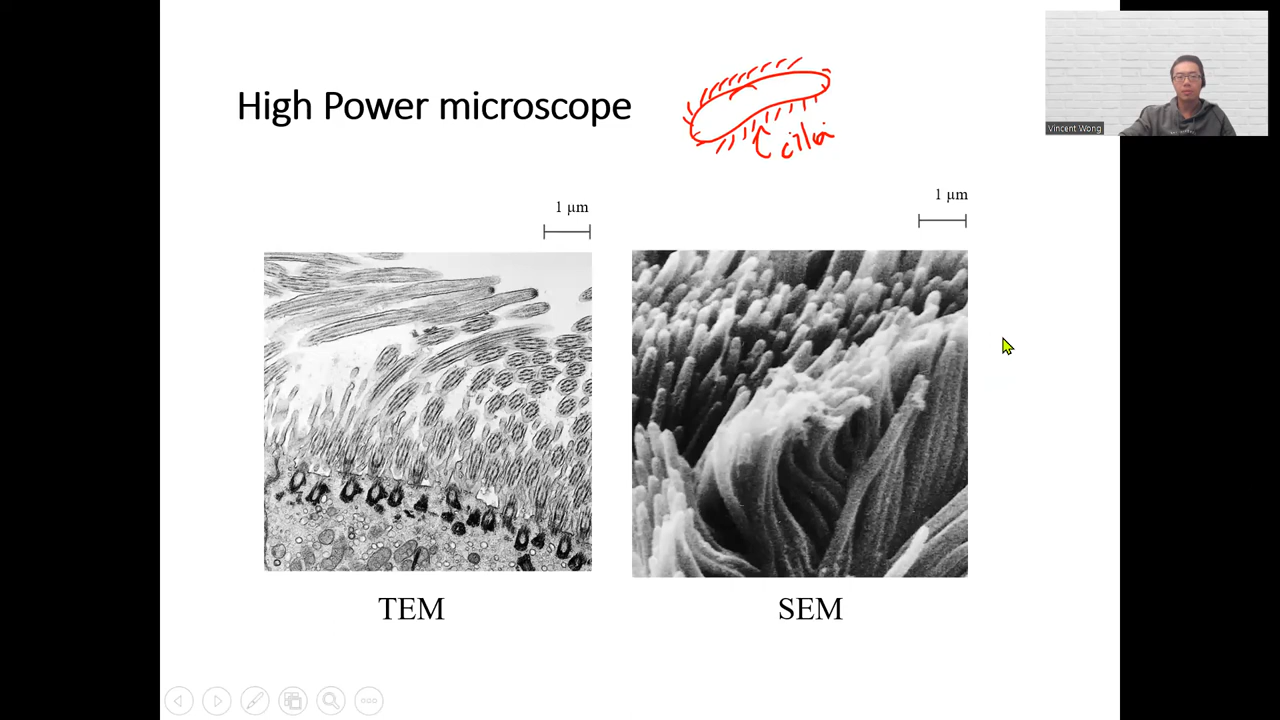 High Power microscope
cilia
Vincent Wong
1 μm
1 μm
TEM
SEM